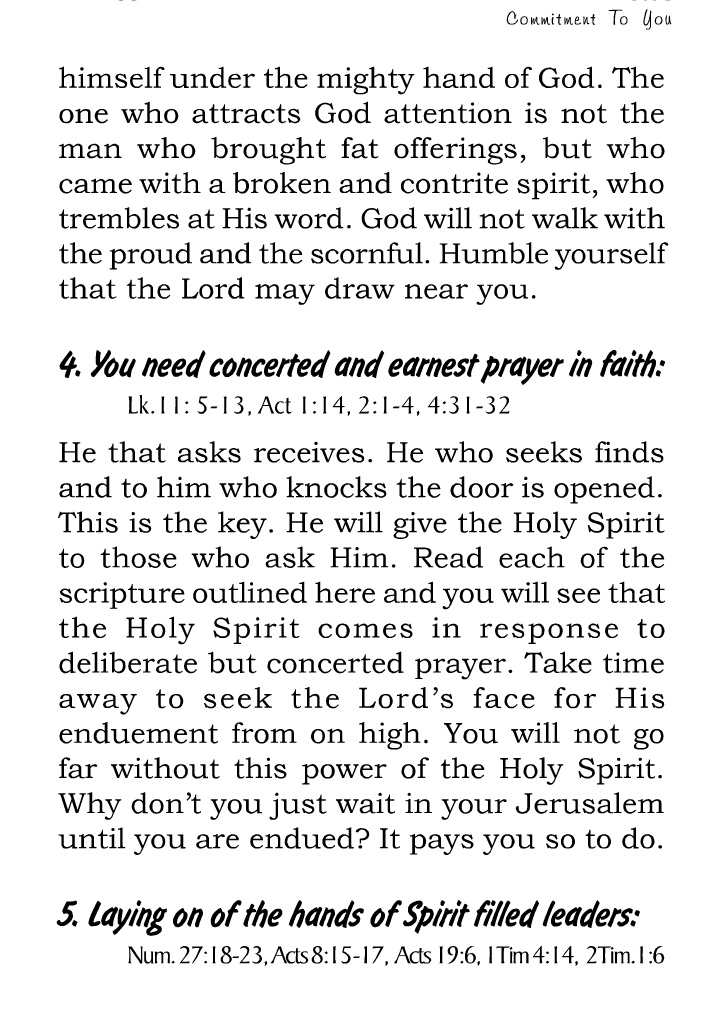 Commitment To You
himself under the mighty hand of God. The
one who attracts God attention is not the
man who brought fat offerings, but who
came with a broken and contrite spirit, who
trembles at His word. God will not walk with
the proud and the scornful. Humble yourself
that the Lord may draw near you.
4. You need concerted and earnest prayer in faith:
Lk.11: 5-13, Act 1:14, 2:1-4, 4:31-32
He that asks receives. He who seeks finds
and to him who knocks the door is opened.
This is the key. He will give the Holy Spirit
to those who ask Him. Read each of the
scripture outlined here and you will see that
the Holy Spirit comes in response to
deliberate but concerted prayer. Take time
away to seek the Lord's face for His
enduement from on high. You will not go
far without this power of the Holy Spirit.
Why don't you just wait in your Jerusalem
until you are endued? It pays you so to do.
5. Laying on of the hands of Spirit filled leaders:
Num. 27:18-23, Acts 8:15-17, Acts 19:6, 1Tim 4:14, 2Tim.1:6